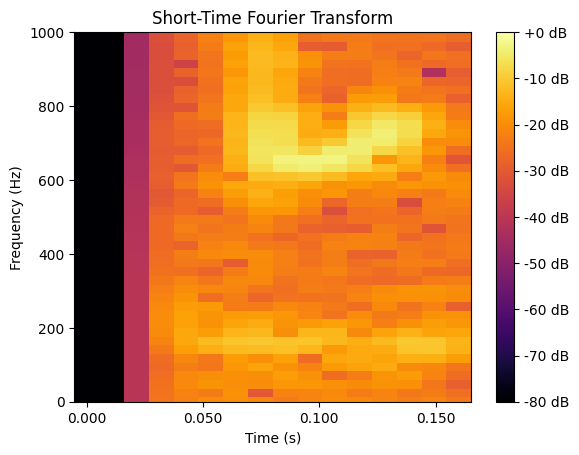 Short-Time Fourier Transform
1000
800
600
400
200
0
Frequency (Hz)
0.000
0.050
0.100
0.150
Time (s)
+0 dB
-10 dB
-20 dB
-30 dB
-40 dB
-50 dB
-60 dB
-70 dB
-80 dB